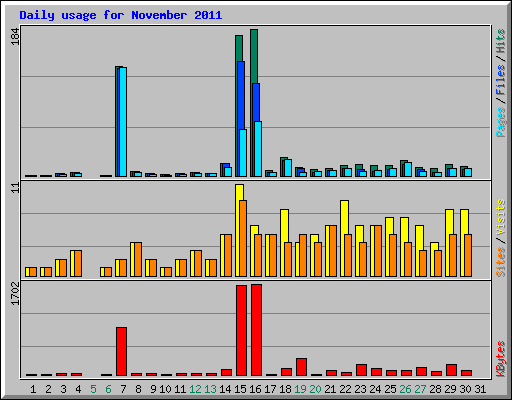 Daily usage for November 2011
184
Pages/Files/Hits
11
Sites/Visits
1702
KBytes
1 2 3 4 5 6 7 8 9 10 11 12 13 14 15 16 17 18 19 20 21 22 23 24 25 26 27 28 29 30 31